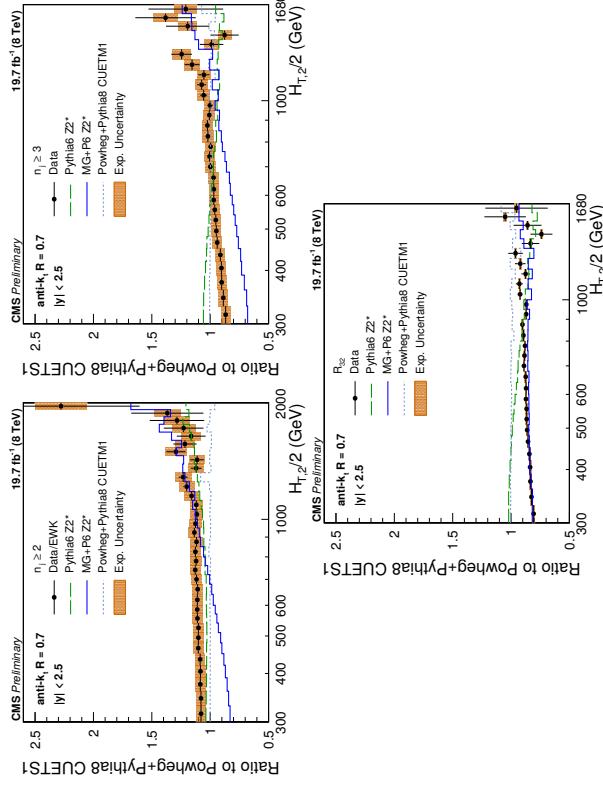 CMS Preliminary
19.7 fb⁻¹ (8 TeV)
anti-kₜ R = 0.7
|y| < 2.5
nⱼ ≥ 2
Data/EWK
Pythia6 Z2*
MG+P6 Z2*
Powheg+Pythia8 CUETM1
Exp. Uncertainty
Ratio to Powheg+Pythia8 CUETS1
2.5
2
1.5
1
0.5
300
400
500
600
1000
2000
H_T,2/2 (GeV)
CMS Preliminary
19.7 fb⁻¹ (8 TeV)
anti-kₜ R = 0.7
|y| < 2.5
nⱼ ≥ 3
Data
Pythia6 Z2*
MG+P6 Z2*
Powheg+Pythia8 CUETM1
Exp. Uncertainty
Ratio to Powheg+Pythia8 CUETS1
2.5
2
1.5
1
0.5
300
400
500
600
1000
1680
H_T,2/2 (GeV)
CMS Preliminary
19.7 fb⁻¹ (8 TeV)
anti-kₜ R = 0.7
|y| < 2.5
R₃₂
Data
Pythia6 Z2*
MG+P6 Z2*
Powheg+Pythia8 CUETM1
Exp. Uncertainty
Ratio to Powheg+Pythia8 CUETS1
2.5
2
1.5
1
0.5
300
400
500
600
1000
1680
H_T,2/2 (GeV)